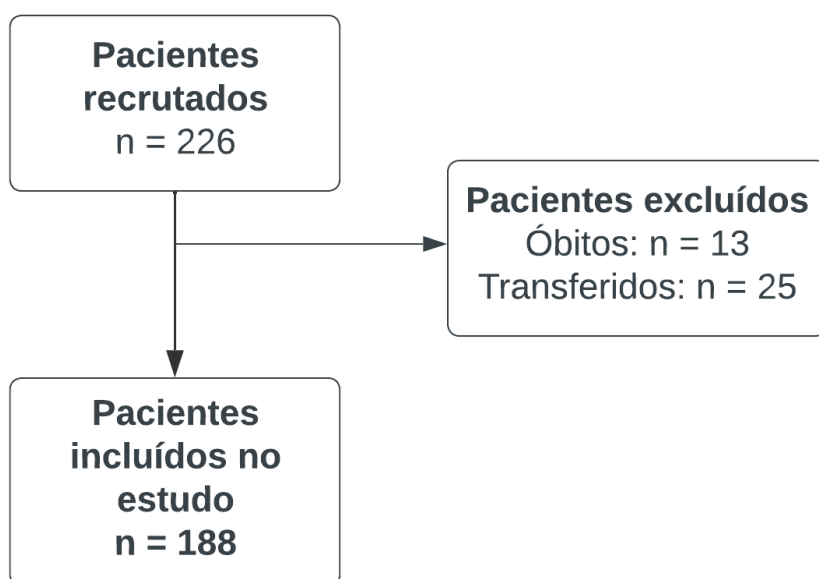 Pacientes
recrutados
n = 226
Pacientes excluídos
Óbitos: n = 13
Transferidos: n = 25
Pacientes
incluídos no
estudo
n = 188